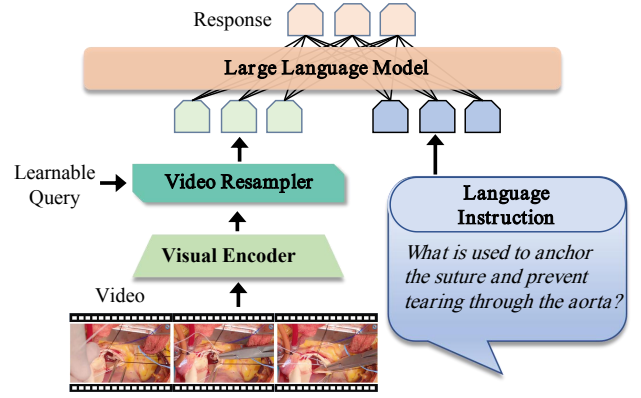 Response
Large Language Model
Learnable
Query
Video Resampler
Visual Encoder
Video
Language
Instruction
What is used to anchor
the suture and prevent
tearing through the aorta?